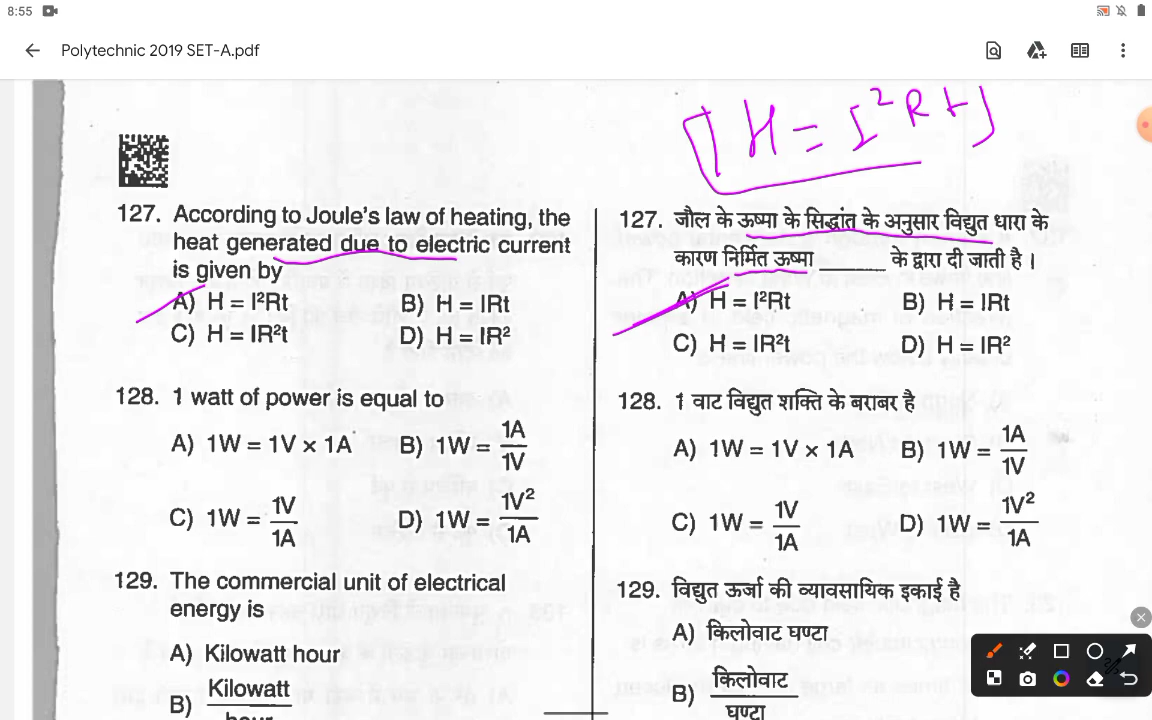 8:55
Polytechnic 2019 SET-A.pdf
H = I²Rt
127. According to Joule's law of heating, the
heat generated due to electric current
is given by
A) H = I²Rt B) H = IRt
C) H = IR²t D) H = IR²
128. 1 watt of power is equal to
A) 1W = 1V × 1A B) 1W = 1A/1V
C) 1W = 1V/1A D) 1W = 1V²/1A
129. The commercial unit of electrical
energy is
A) Kilowatt hour
B) Kilowatt/hour
127. जौल के ऊष्मा के सिद्धांत के अनुसार विद्युत धारा के
कारण निर्मित ऊष्मा ______ के द्वारा दी जाती है ।
A) H = I²Rt B) H = IRt
C) H = IR²t D) H = IR²
128. 1 वाट विद्युत शक्ति के बराबर है
A) 1W = 1V × 1A B) 1W = 1A/1V
C) 1W = 1V/1A D) 1W = 1V²/1A
129. विद्युत ऊर्जा की व्यावसायिक इकाई है
A) किलोवाट घण्टा
B) किलोवाट/घण्टा